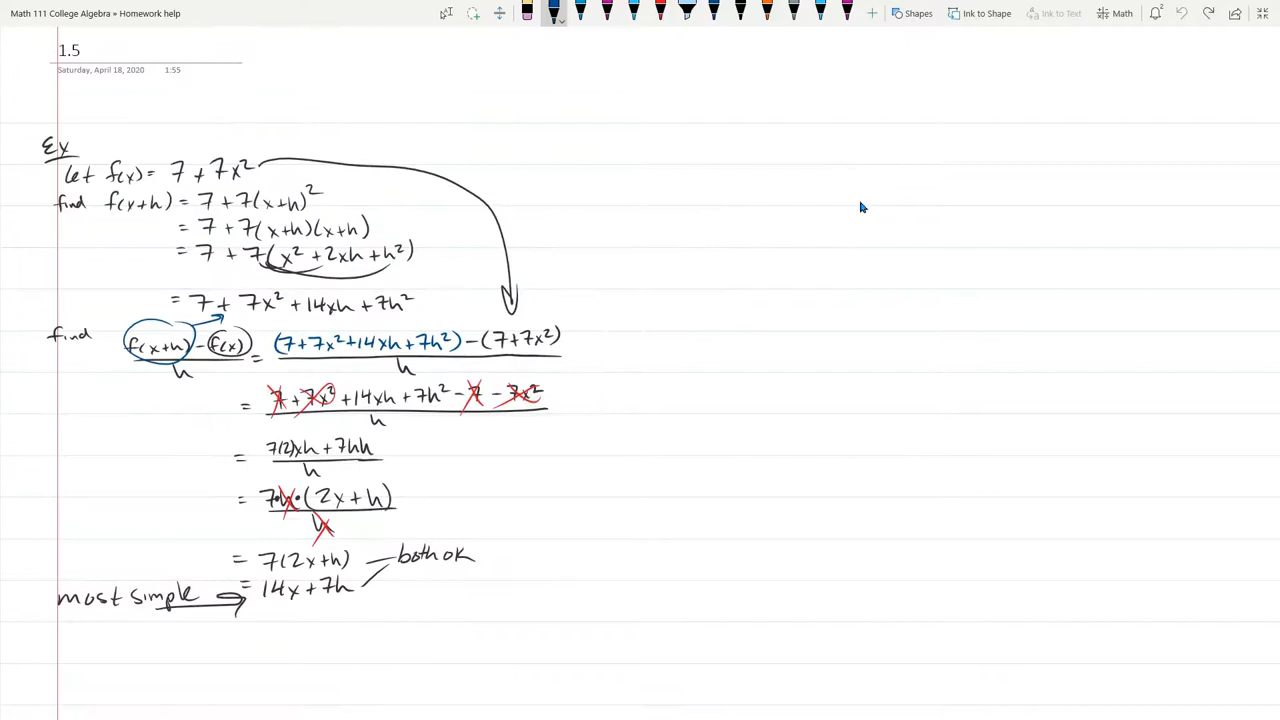 Math 111 College Algebra » Homework help
Shapes Ink to Shape Ink to Text Math
1.5
Saturday, April 18, 2020 1:55
Ex
let f(x) = 7 + 7x²
find f(x+h) = 7 + 7(x+h)²
= 7 + 7(x+h)(x+h)
= 7 + 7(x² + 2xh + h²)
= 7 + 7x² + 14xh + 7h²
find f(x+h) - f(x) / h = (7+7x²+14xh+7h²) - (7+7x²) / h
= 7 + 7x² + 14xh + 7h² - 7 - 7x² / h
= 7(2)xh + 7hh / h
= 7·h·(2x+h) / h
= 7(2x+h) — both ok
most simple → = 14x + 7h